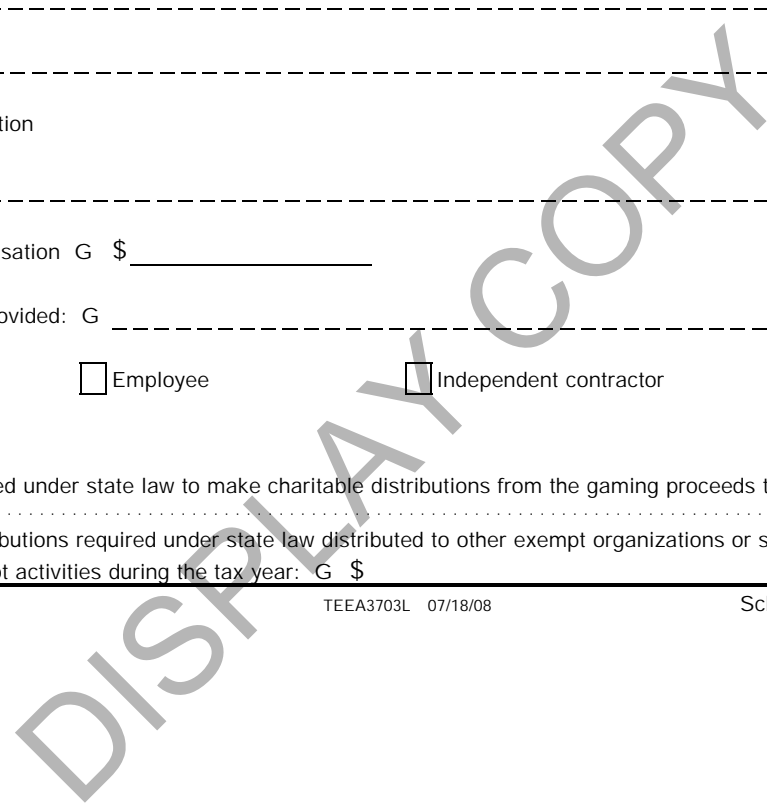 tion
sation G $
ovided: G
Employee Independent contractor
ed under state law to make charitable distributions from the gaming proceeds t
butions required under state law distributed to other exempt organizations or s
pt activities during the tax year: G $
TEEA3703L 07/18/08 Sch
DISPLAY COPY